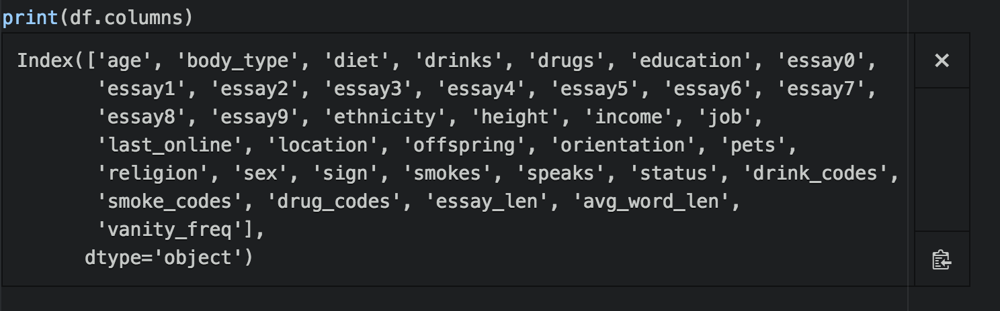 print(df.columns)
Index(['age', 'body_type', 'diet', 'drinks', 'drugs', 'education', 'essay0',
'essay1', 'essay2', 'essay3', 'essay4', 'essay5', 'essay6', 'essay7',
'essay8', 'essay9', 'ethnicity', 'height', 'income', 'job',
'last_online', 'location', 'offspring', 'orientation', 'pets',
'religion', 'sex', 'sign', 'smokes', 'speaks', 'status', 'drink_codes',
'smoke_codes', 'drug_codes', 'essay_len', 'avg_word_len',
'vanity_freq'],
dtype='object')